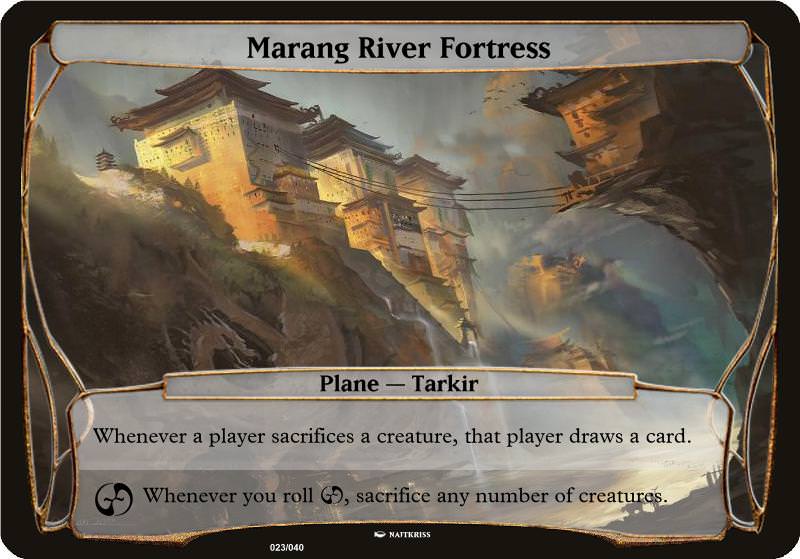 Marang River Fortress
Plane — Tarkir
Whenever a player sacrifices a creature, that player draws a card.
Whenever you roll , sacrifice any number of creatures.
NAFTKRISS
023/040